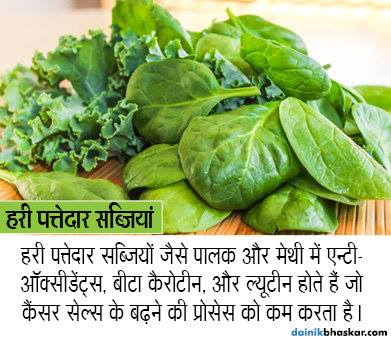 हरी पत्तेदार सब्जियां
हरी पत्तेदार सब्जियों जैसे पालक और मेथी में एन्टी-
ऑक्सीडेंट्स, बीटा कैरोटीन, और ल्यूटीन होते हैं जो
कैंसर सेल्स के बढ़ने की प्रोसेस को कम करता है।
dainikbhaskar.com